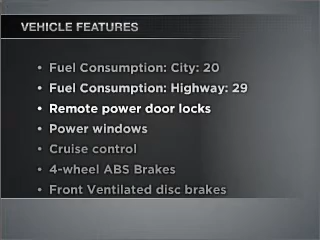 VEHICLE FEATURES
• Fuel Consumption: City: 20
• Fuel Consumption: Highway: 29
• Remote power door locks
• Power windows
• Cruise control
• 4-wheel ABS Brakes
• Front Ventilated disc brakes